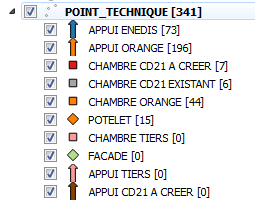 POINT_TECHNIQUE [341]
APPUI ENEDIS [73]
APPUI ORANGE [196]
CHAMBRE CD21 A CREER [7]
CHAMBRE CD21 EXISTANT [6]
CHAMBRE ORANGE [44]
POTELET [15]
CHAMBRE TIERS [0]
FACADE [0]
APPUI TIERS [0]
APPUI CD21 A CREER [0]